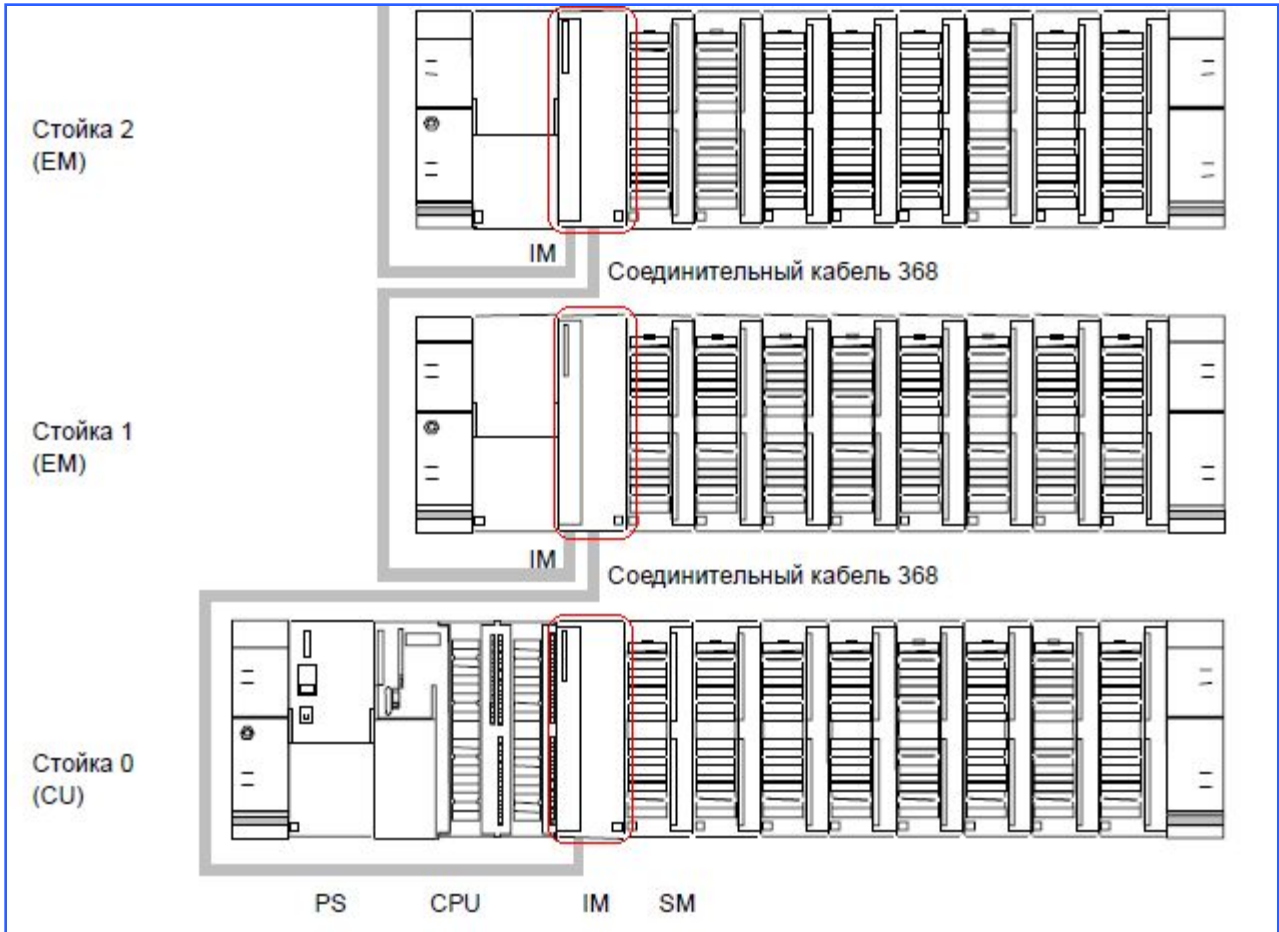 Стойка 2
(EM)
IM
Соединительный кабель 368
Стойка 1
(EM)
IM
Соединительный кабель 368
Стойка 0
(CU)
PS CPU IM SM